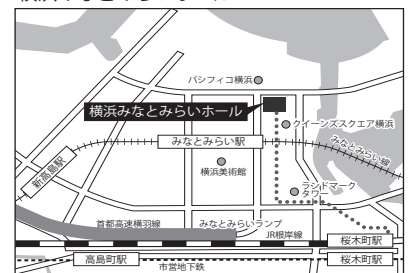 パシフィコ横浜
横浜みなとみらいホール
クイーンズスクエア横浜
みなとみらい駅
みなとみらい線
新高島駅
横浜美術館
ランドマーク
タワー
首都高速横羽線
みなとみらいランプ
JR根岸線
桜木町駅
高島町駅
桜木町駅
市営地下鉄